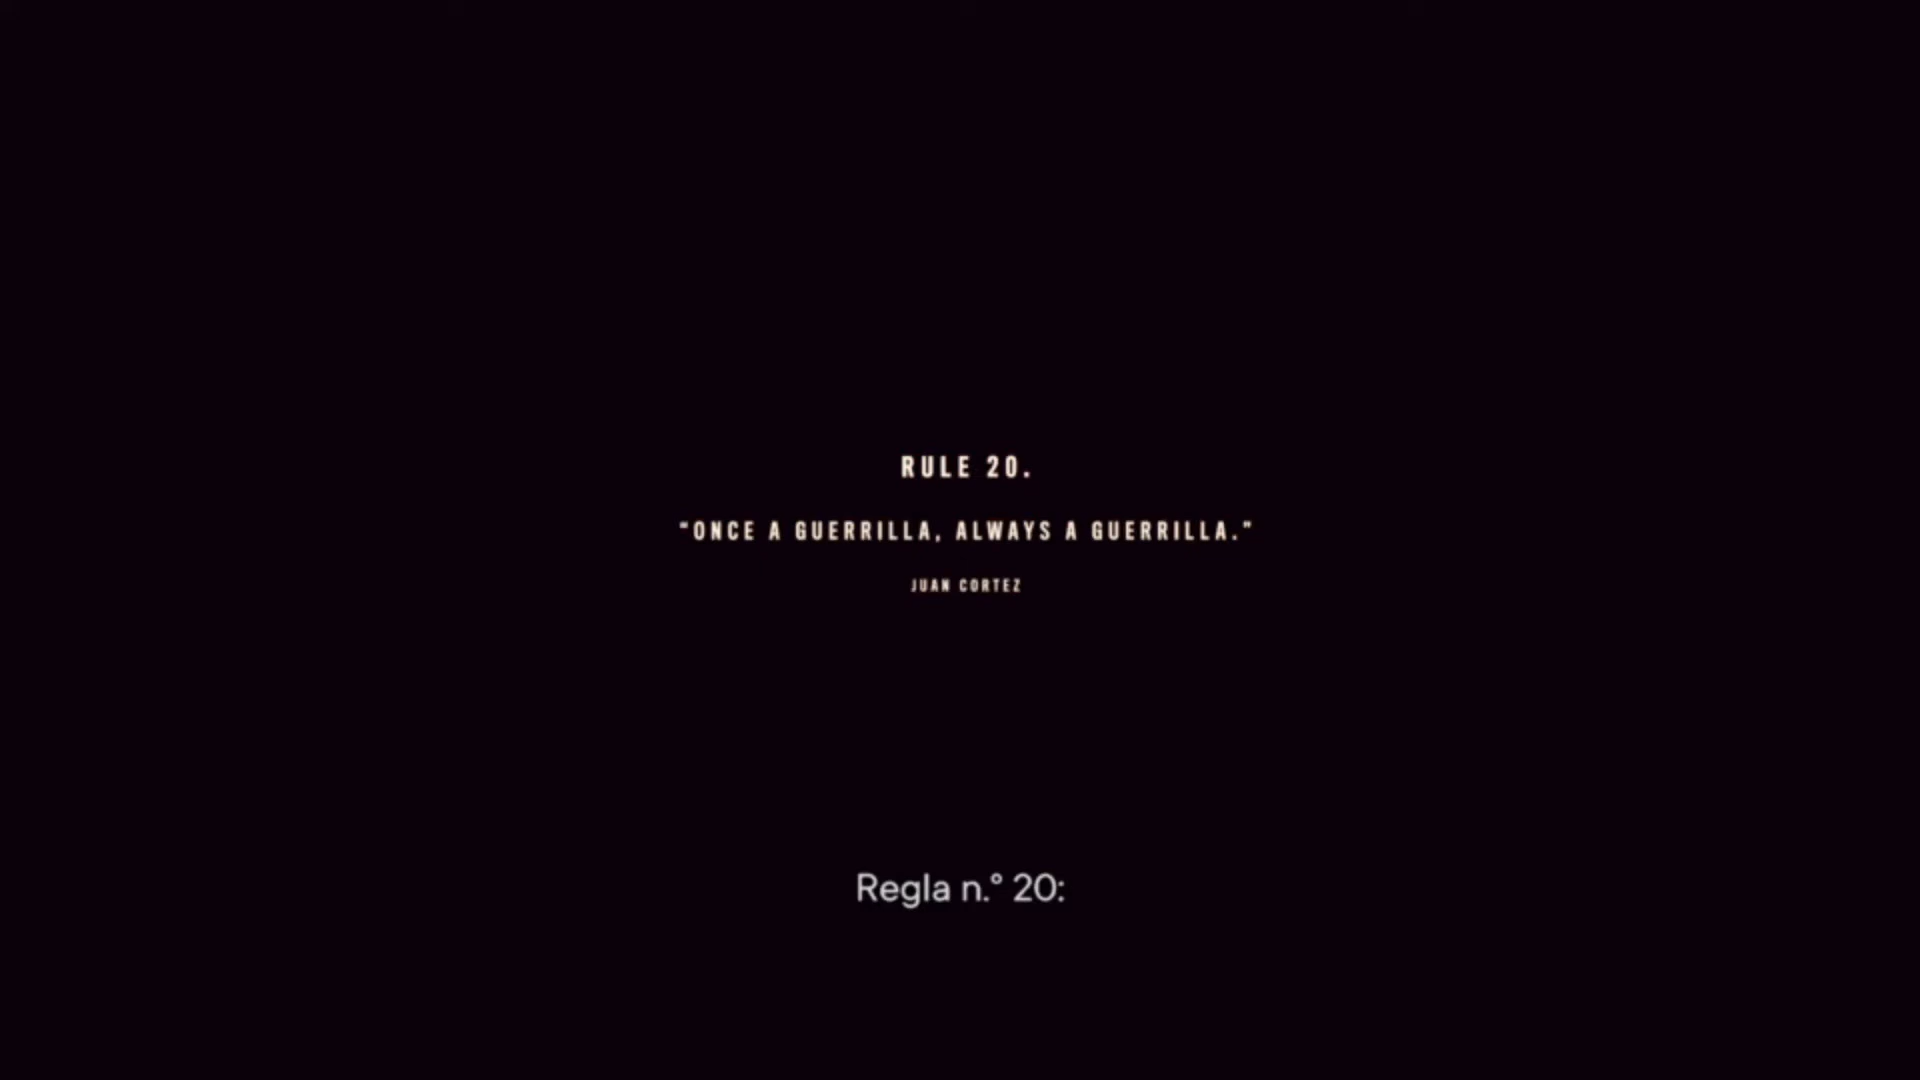 RULE 20.
“ONCE A GUERRILLA, ALWAYS A GUERRILLA.”
JUAN CORTEZ
Regla n.° 20: